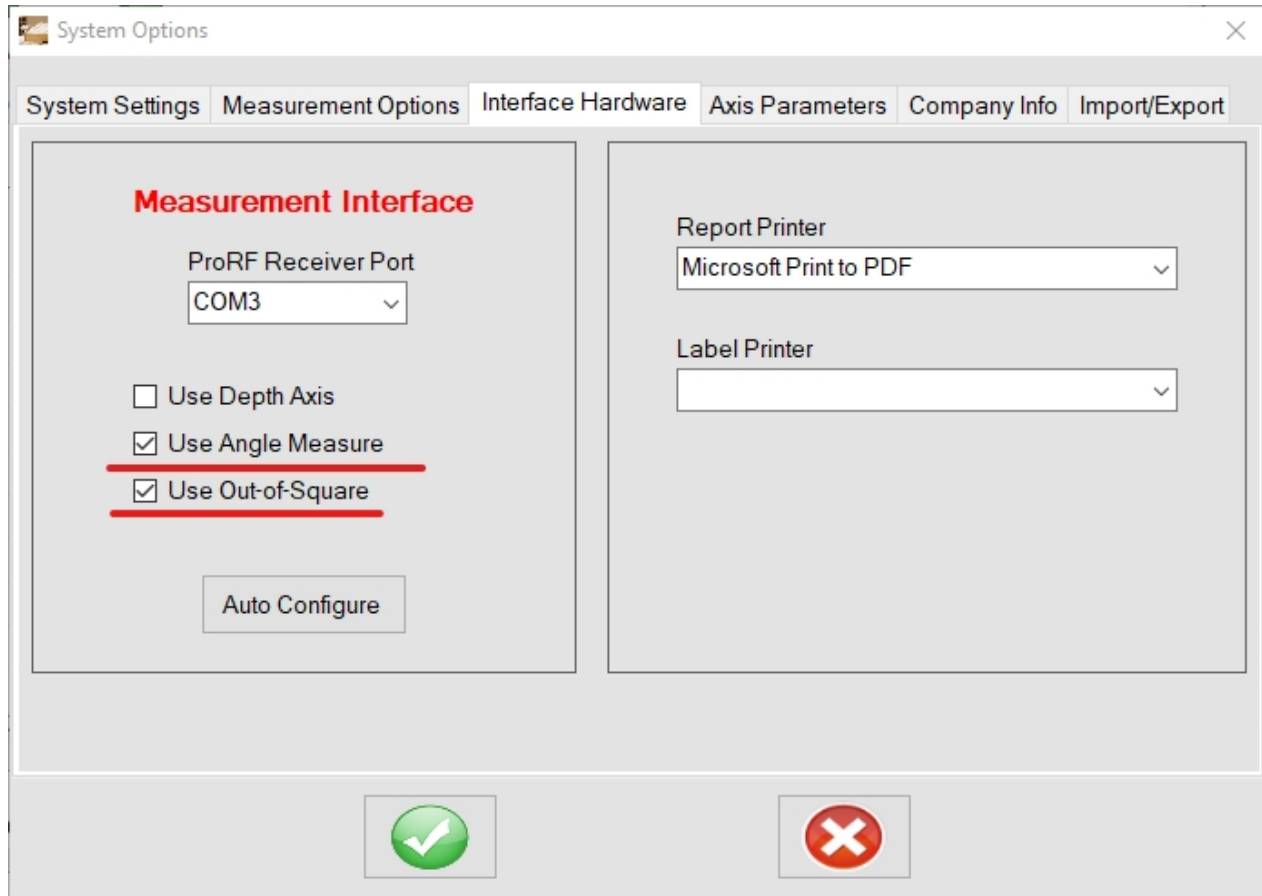 System Options
System Settings Measurement Options Interface Hardware Axis Parameters Company Info Import/Export
Measurement Interface
ProRF Receiver Port
COM3
Use Depth Axis
Use Angle Measure
Use Out-of-Square
Auto Configure
Report Printer
Microsoft Print to PDF
Label Printer